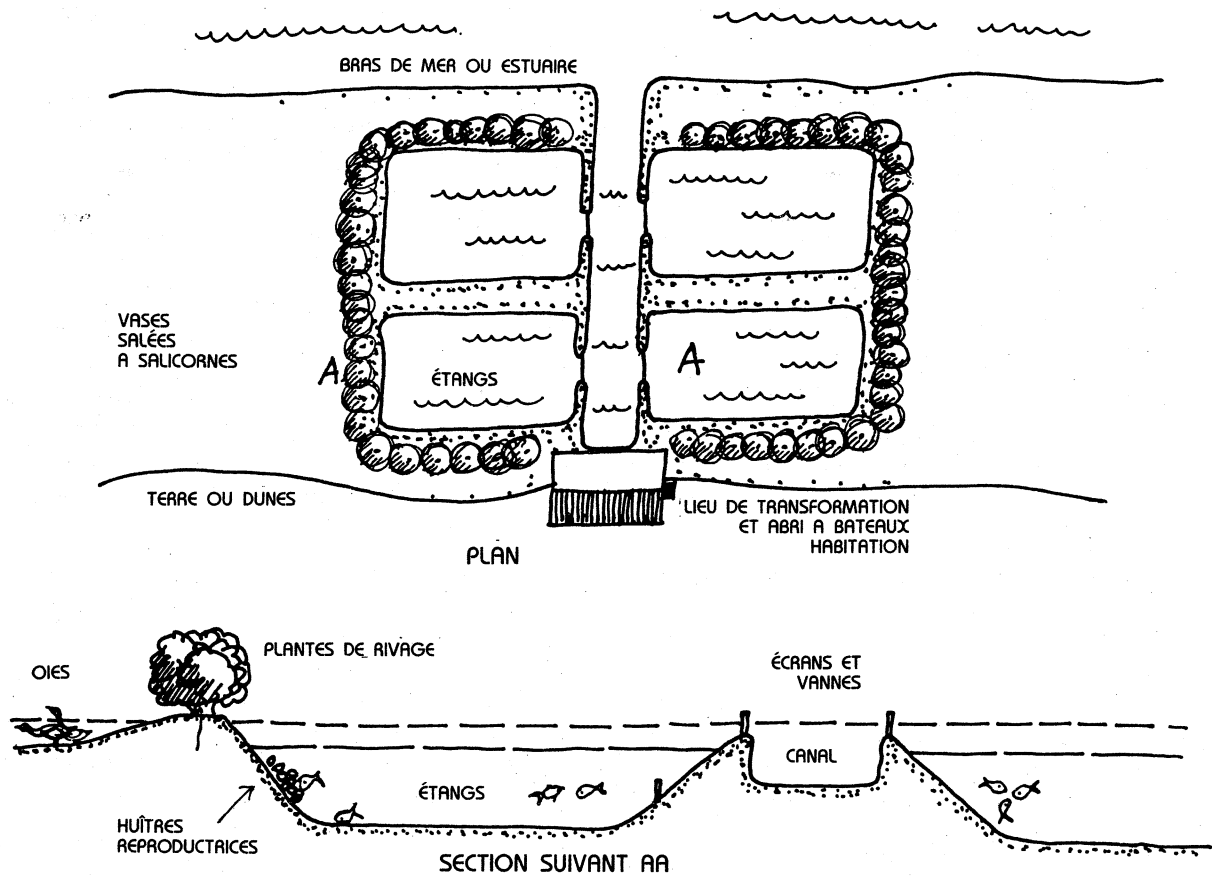 BRAS DE MER OU ESTUAIRE
VASES
SALÉES
A SALICORNES
A
A
ÉTANGS
TERRE OU DUNES
LIEU DE TRANSFORMATION
ET ABRI A BATEAUX
HABITATION
PLAN
PLANTES DE RIVAGE
OIES
ÉCRANS ET
VANNES
CANAL
ÉTANGS
HUÎTRES
REPRODUCTRICES
SECTION SUIVANT AA